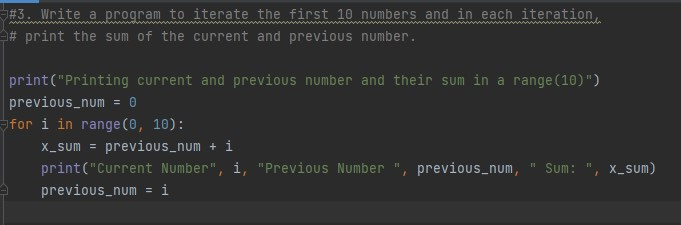 #3. Write a program to iterate the first 10 numbers and in each iteration,
# print the sum of the current and previous number.
print("Printing current and previous number and their sum in a range(10)")
previous_num = 0
for i in range(0, 10):
    x_sum = previous_num + i
    print("Current Number", i, "Previous Number ", previous_num, " Sum: ", x_sum)
    previous_num = i